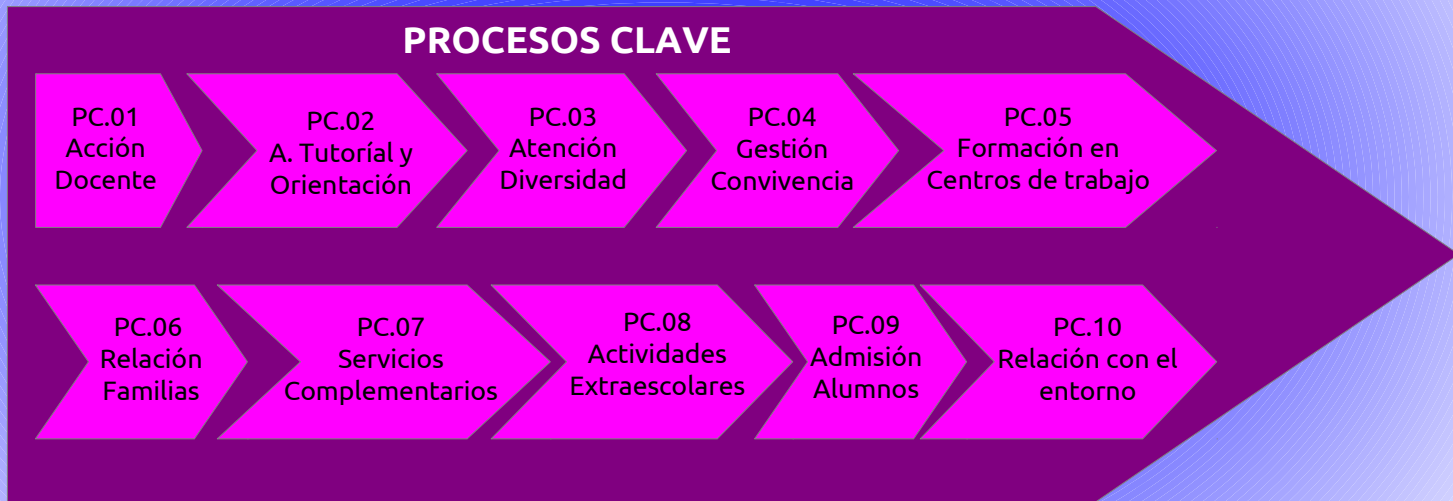 PROCESOS CLAVE
PC.01
Acción
Docente
PC.02
A. Tutoríal y
Orientación
PC.03
Atención
Diversidad
PC.04
Gestión
Convivencia
PC.05
Formación en
Centros de trabajo
PC.06
Relación
Familias
PC.07
Servicios
Complementarios
PC.08
Actividades
Extraescolares
PC.09
Admisión
Alumnos
PC.10
Relación con el
entorno